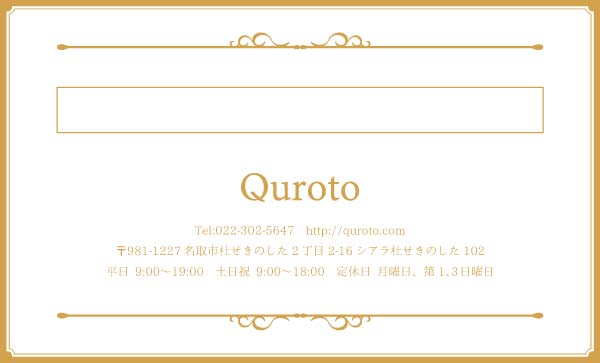 Quroto
Tel:022-302-5647　http://quroto.com
〒981-1227 名取市杜せきのした 2 丁目 2-16 シアラ杜せきのした 102
平日 9:00〜19:00　土日祝 9:00〜18:00　定休日 月曜日、第 1,3 日曜日